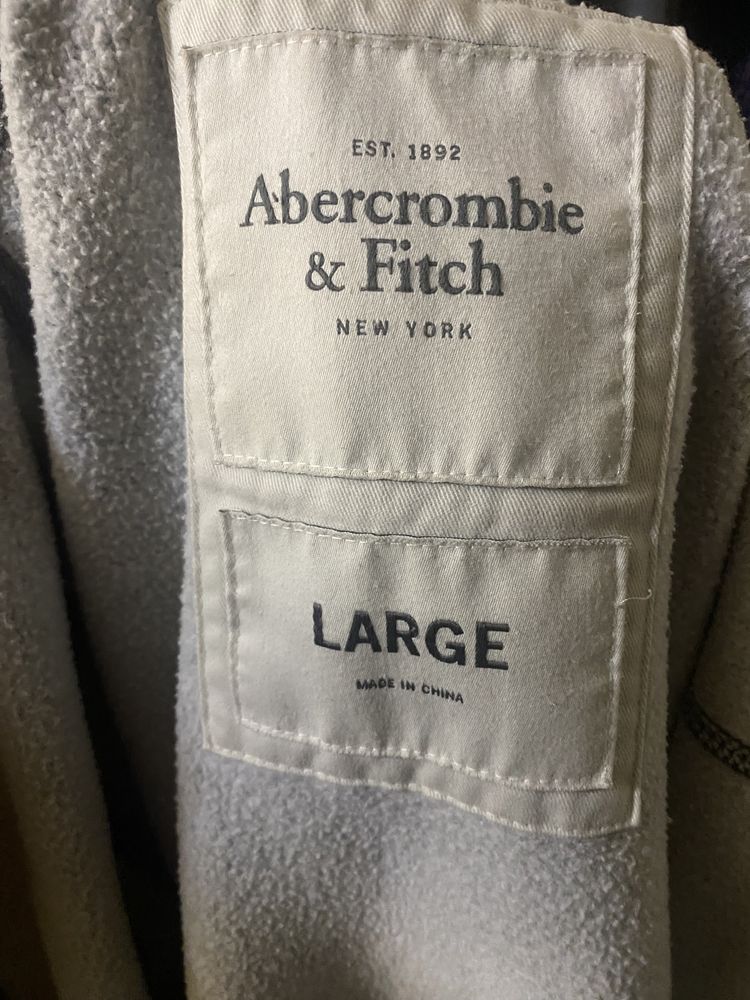 EST. 1892
Abercrombie
& Fitch
NEW YORK
LARGE
MADE IN CHINA